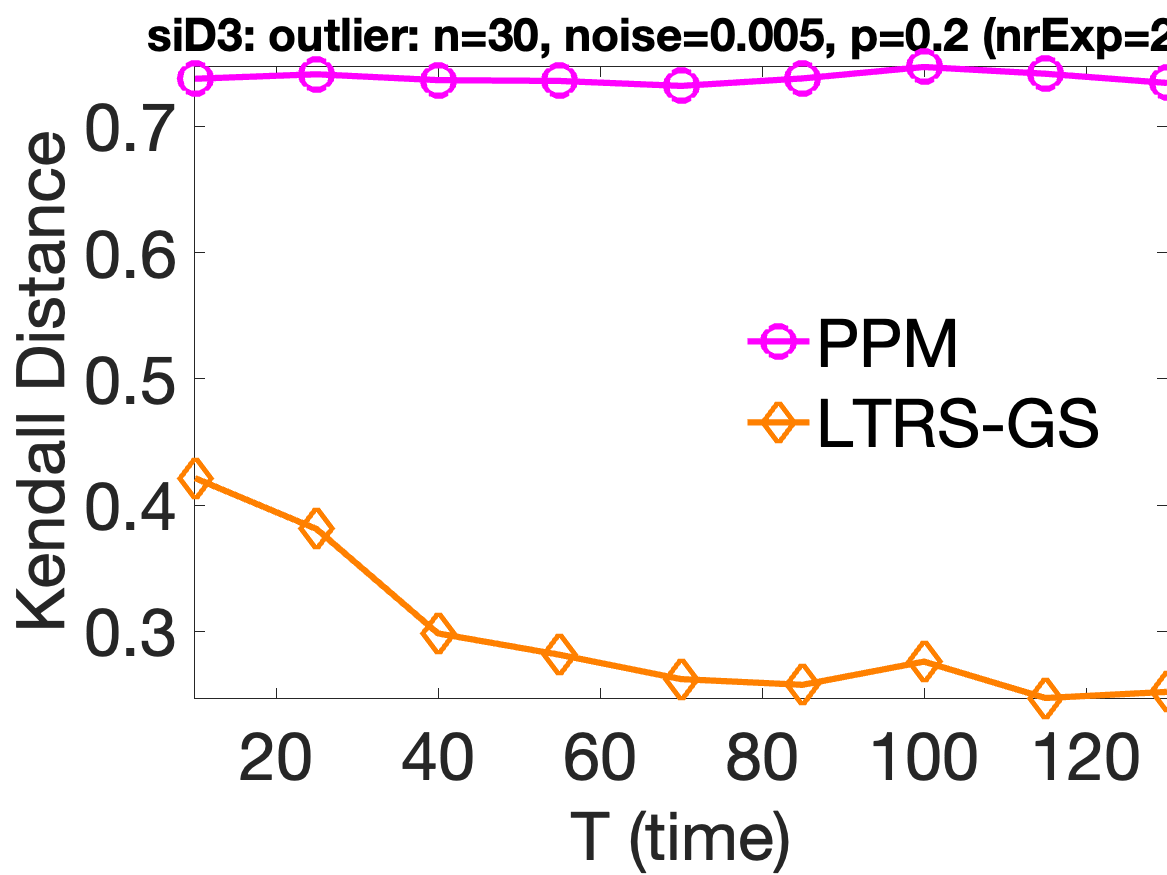 siD3: outlier: n=30, noise=0.005, p=0.2 (nrExp=2
Kendall Distance
0.7
0.6
0.5
0.4
0.3
PPM
LTRS-GS
20 40 60 80 100 120
T (time)